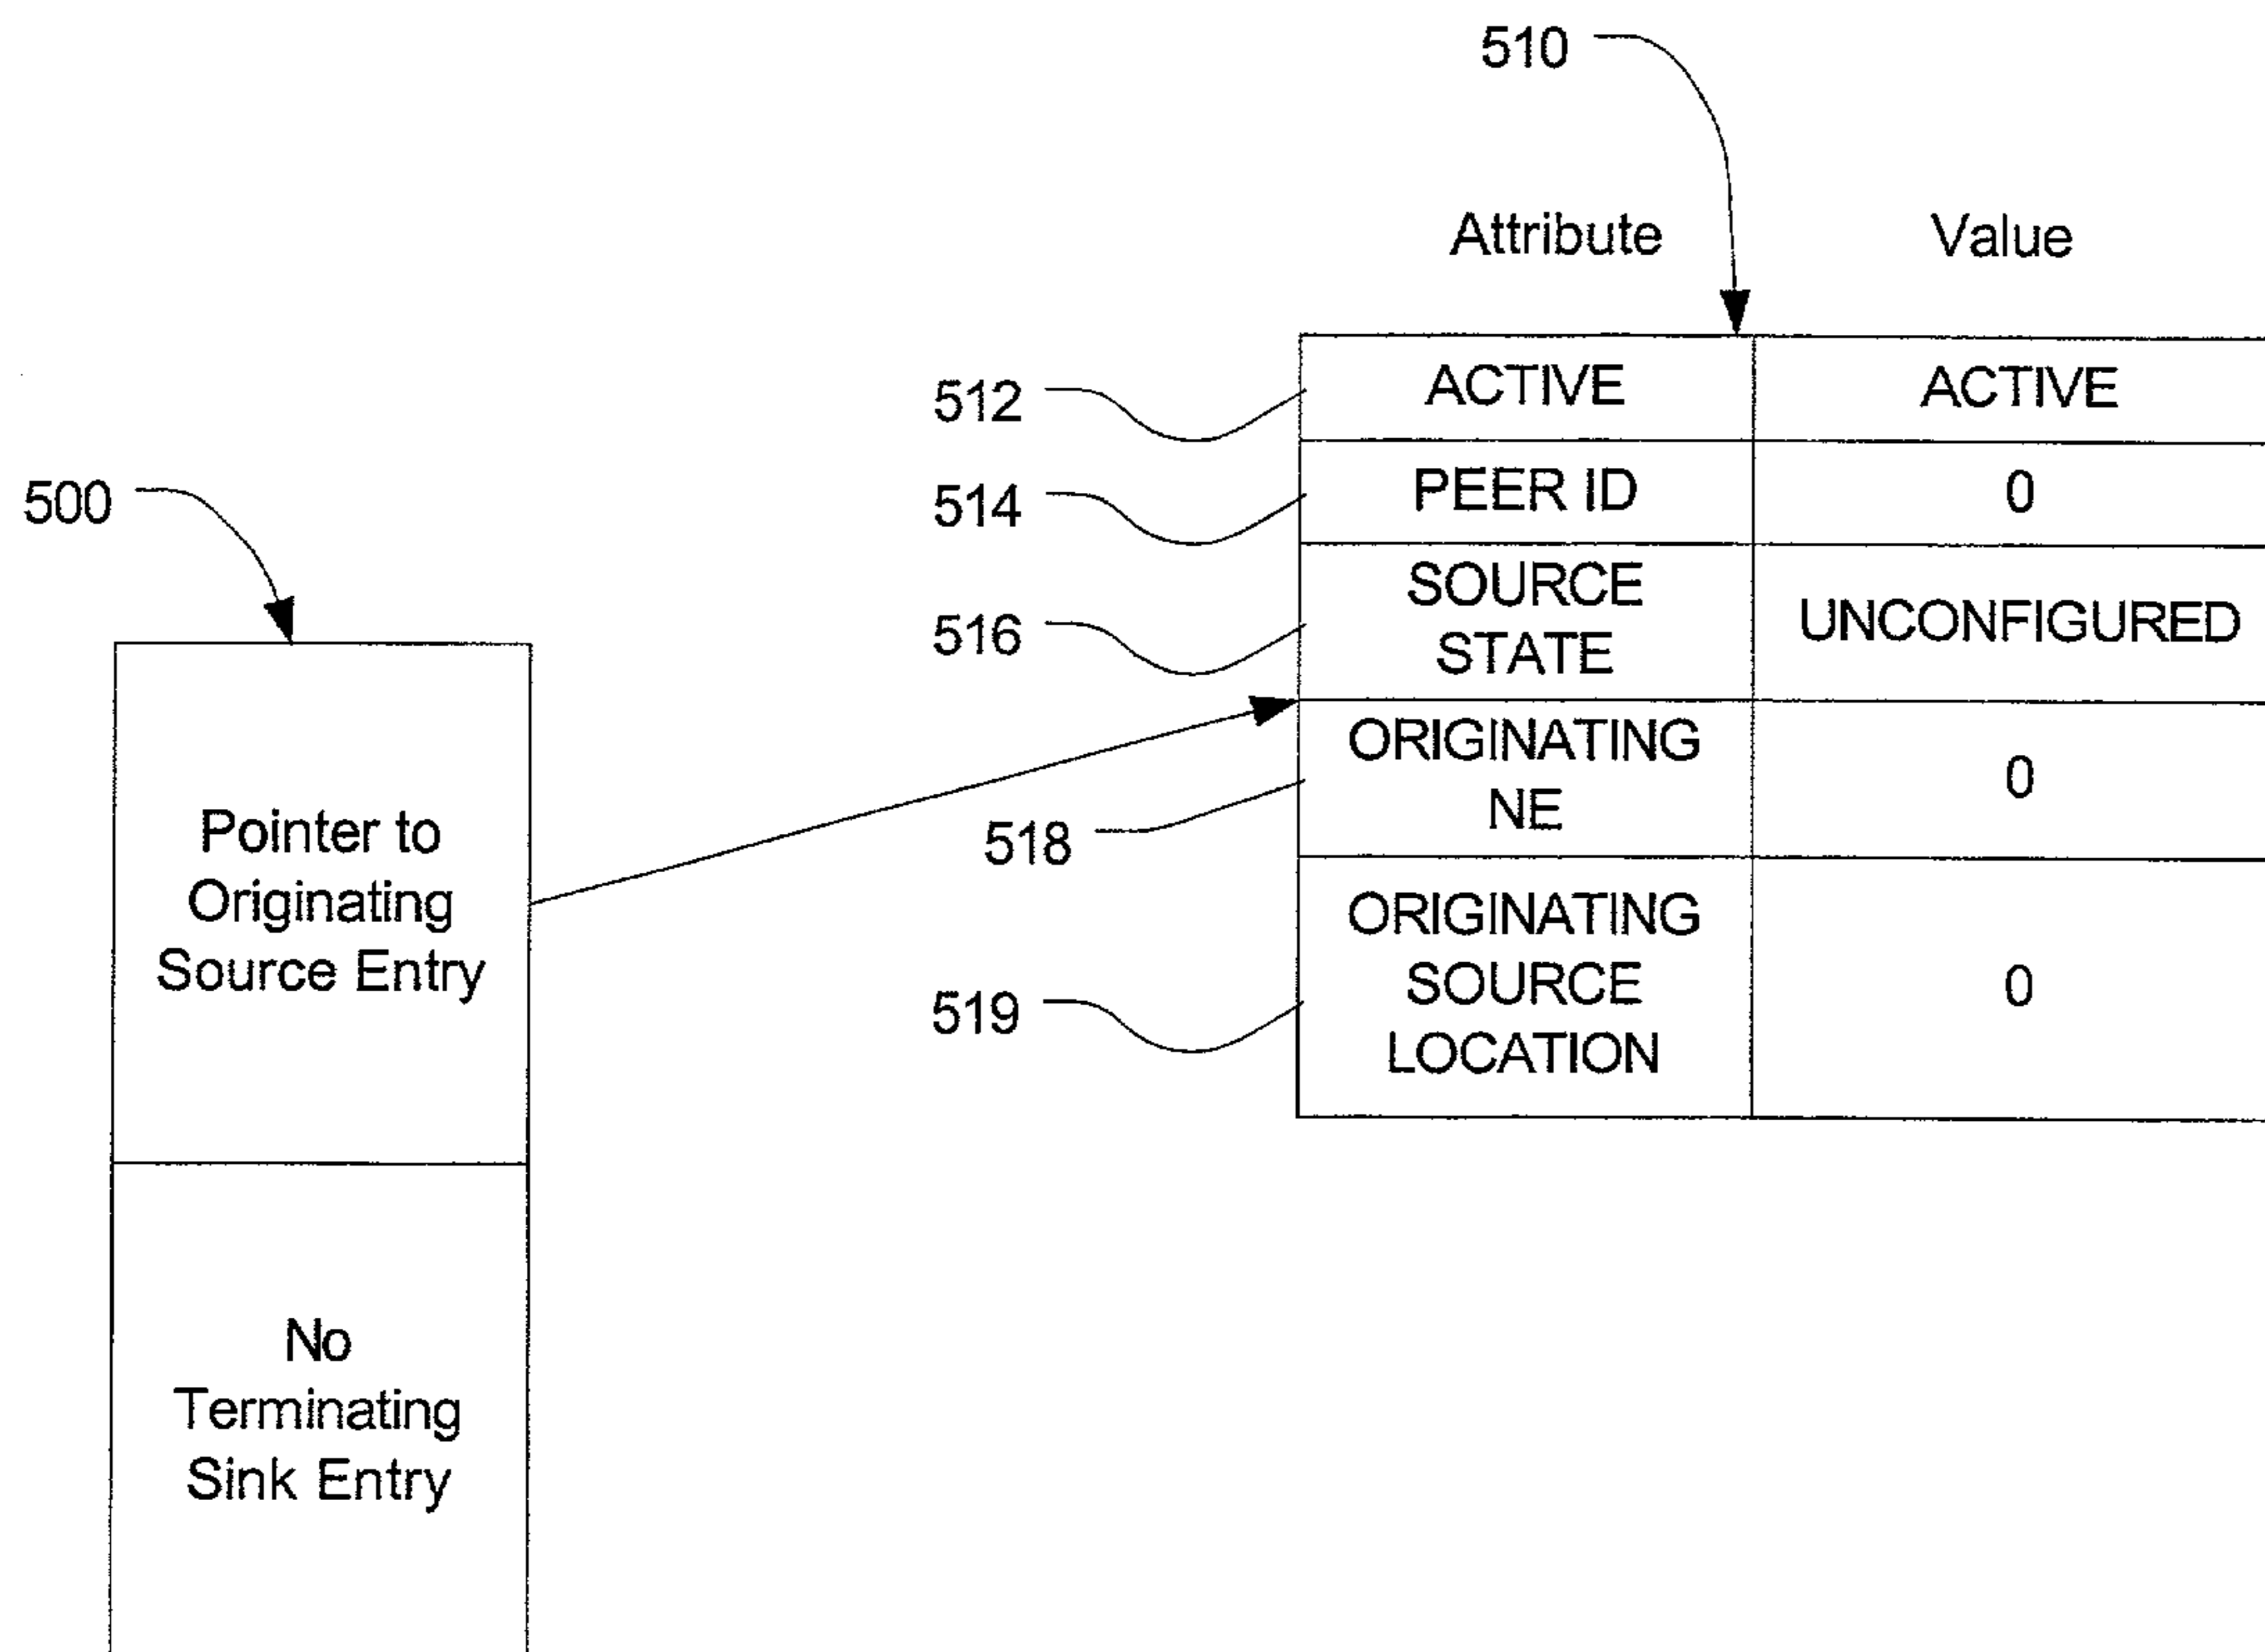 510
Attribute Value
512 ACTIVE ACTIVE
514 PEER ID 0
500
516 SOURCE STATE UNCONFIGURED
518 ORIGINATING NE 0
519 ORIGINATING SOURCE LOCATION 0
Pointer to
Originating
Source Entry
No
Terminating
Sink Entry